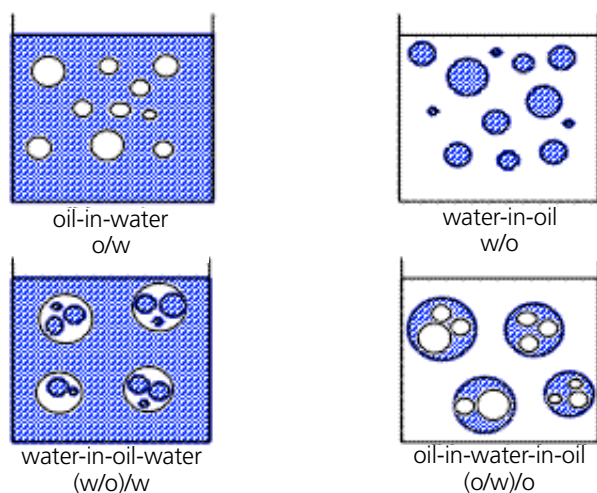 oil-in-water
o/w
water-in-oil
w/o
water-in-oil-water
(w/o)/w
oil-in-water-in-oil
(o/w)/o